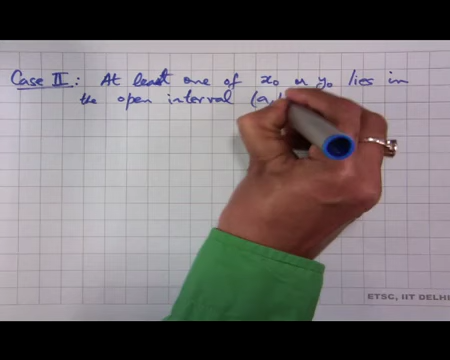 Case II: At least one of x₀ or y₀ lies in
the open interval (a,b
ETSC, IIT DELHI